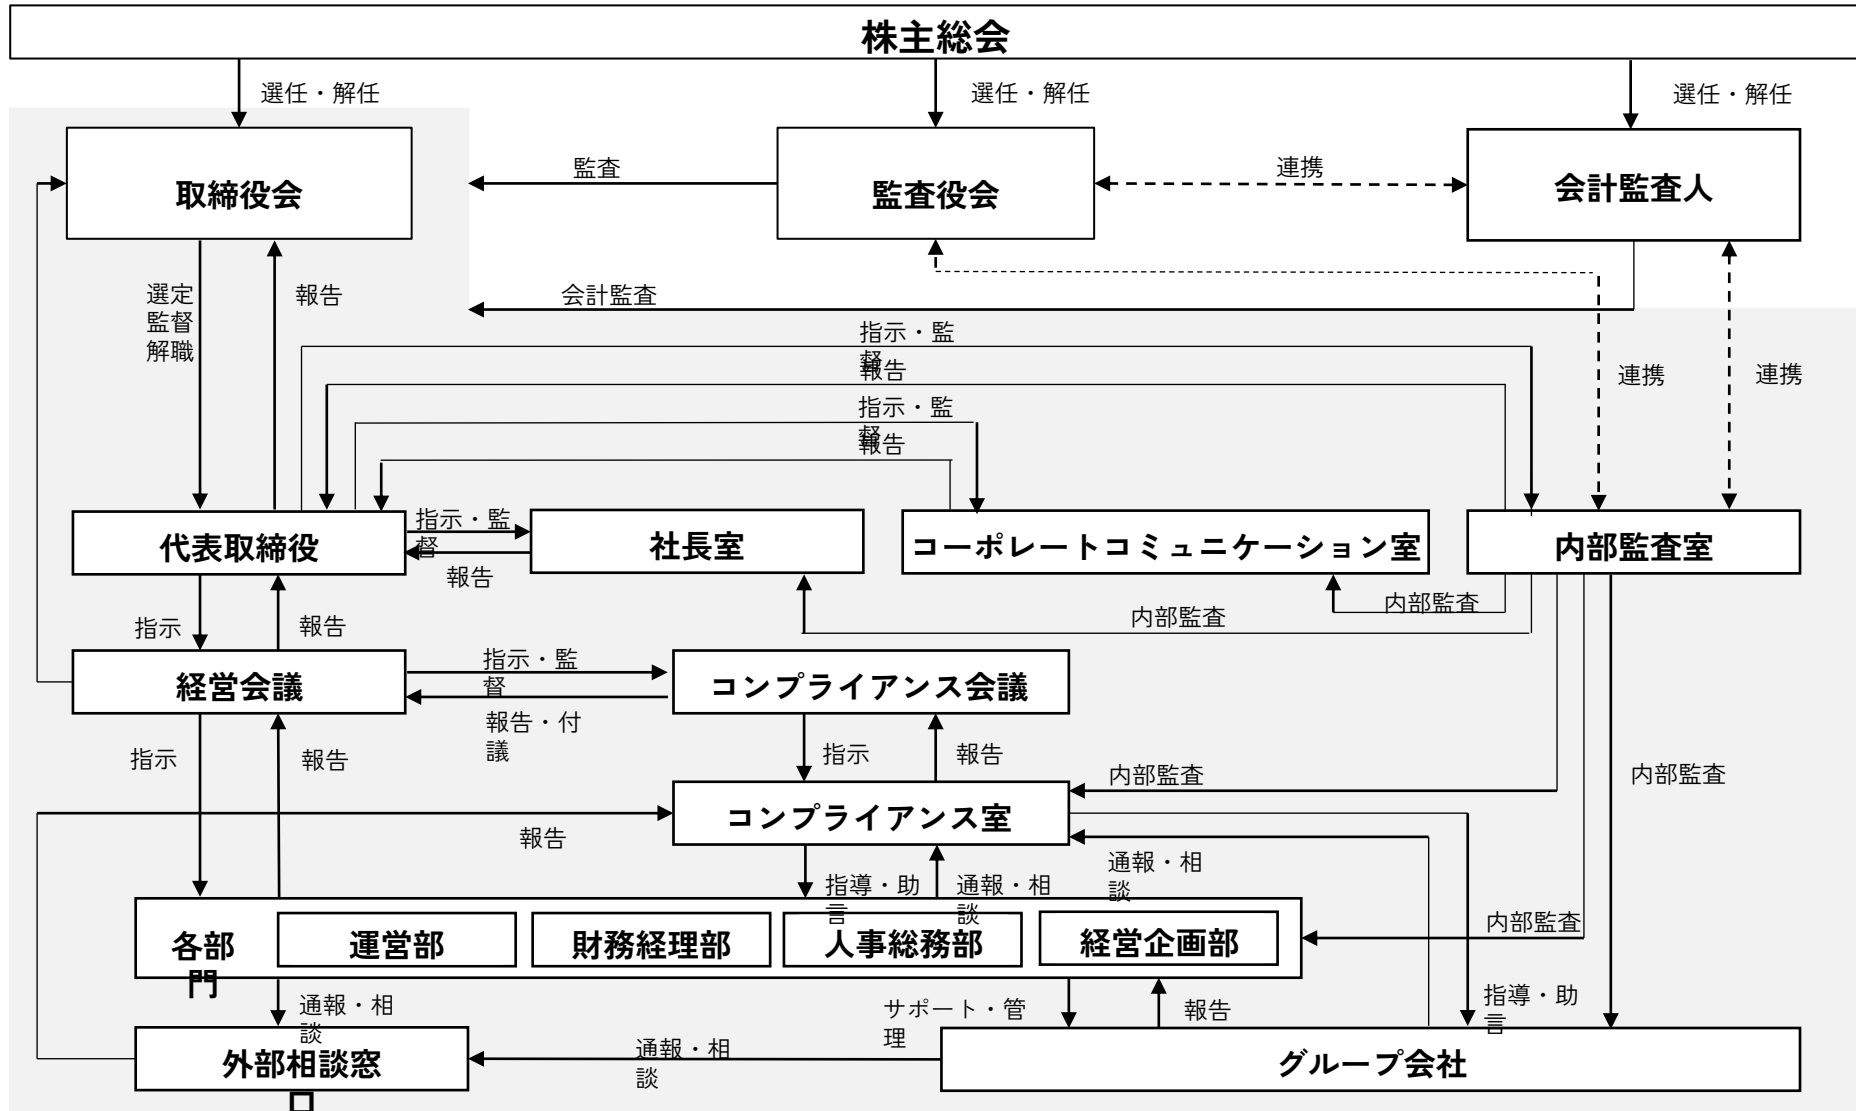 株主総会
選任・解任
選任・解任
選任・解任
取締役会
監査
監査役会
連携
会計監査人
選定
監督
解職
報告
会計監査
指示・監
督
報告
指示・監
督
報告
連携
連携
代表取締役
指示・監
督
報告
社長室
コーポレートコミュニケーション室
内部監査室
指示
報告
内部監査
内部監査
経営会議
指示・監
督
報告・付
議
コンプライアンス会議
指示
報告
指示
報告
内部監査
内部監査
コンプライアンス室
報告
通報・相
談
指導・助
言
通報・相
談
各部
門
運営部
財務経理部
人事総務部
経営企画部
内部監査
通報・相
談
サポート・管
理
報告
指導・助
言
外部相談窓
口
通報・相
談
グループ会社